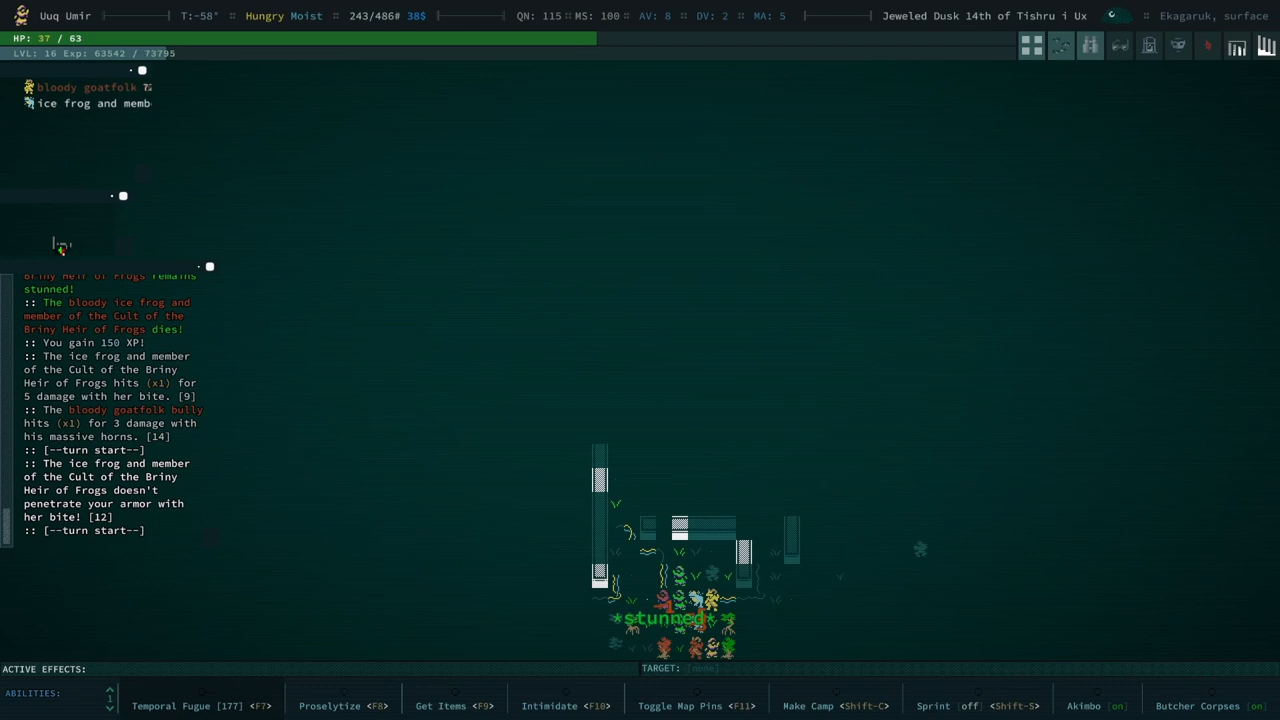 Uuq Umir T:-58° Hungry Moist 243/486# 38$ QN: 115 MS: 100 AV: 8 DV: 2 MA: 5 Jeweled Dusk 14th of Tishru i Ux Ekagaruk, surface
HP: 37 / 63
LVL: 16 Exp: 63542 / 73795
bloody goatfolk
ice frog and memb
Briny Heir of Frogs remains
stunned!
:: The bloody ice frog and
member of the Cult of the
Briny Heir of Frogs dies!
:: You gain 150 XP!
:: The ice frog and member
of the Cult of the Briny
Heir of Frogs hits (x1) for
5 damage with her bite. [9]
:: The bloody goatfolk bully
hits (x1) for 3 damage with
his massive horns. [14]
:: [--turn start--]
:: The ice frog and member
of the Cult of the Briny
Heir of Frogs doesn't
penetrate your armor with
her bite! [12]
:: [--turn start--]
*stunned*
ACTIVE EFFECTS: TARGET: [none]
ABILITIES: 1 Temporal Fugue [177] <F7> Proselytize <F8> Get Items <F9> Intimidate <F10> Toggle Map Pins <F11> Make Camp <Shift-C> Sprint [off] <Shift-S> Akimbo [on] Butcher Corpses [on]